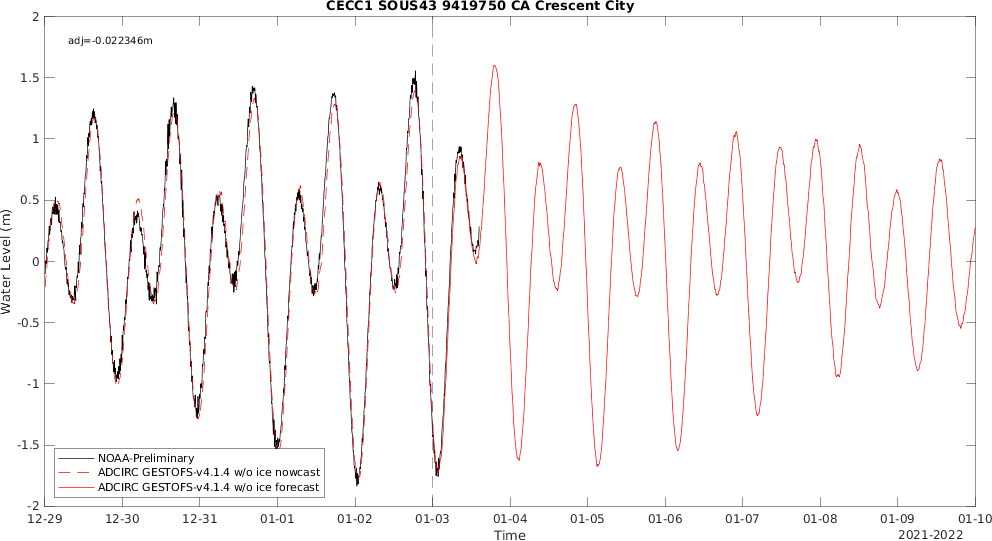 CECC1 SOUS43 9419750 CA Crescent City
adj=-0.022346m
2
1.5
1
0.5
0
-0.5
-1
-1.5
-2
Water Level (m)
NOAA-Preliminary
ADCIRC GESTOFS-v4.1.4 w/o ice nowcast
ADCIRC GESTOFS-v4.1.4 w/o ice forecast
12-29 12-30 12-31 01-01 01-02 01-03 01-04 01-05 01-06 01-07 01-08 01-09 01-10
Time
2021-2022